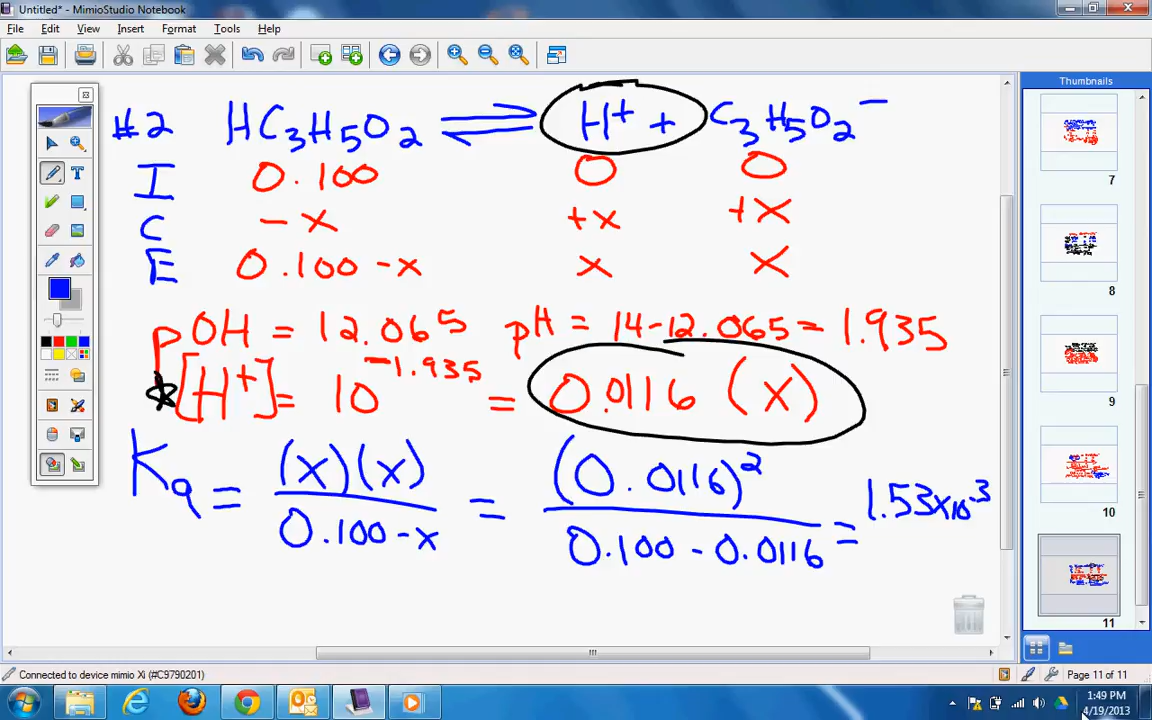 Untitled* - MimioStudio Notebook
File Edit View Insert Format Tools Help
Thumbnails
#2 HC₃H₅O₂ ⇌ H⁺ + C₃H₅O₂⁻
I 0.100 0 0
C -x +x +x
E 0.100-x x x
pOH = 12.065 pH = 14-12.065 = 1.935
*[H⁺] = 10^-1.935 = 0.0116 (x)
Ka = (x)(x) / 0.100-x = (0.0116)² / 0.100-0.0116 = 1.53x10⁻³
7
8
9
10
11
Connected to device mimio Xi (#C9790201)
Page 11 of 11
1:49 PM
4/19/2013